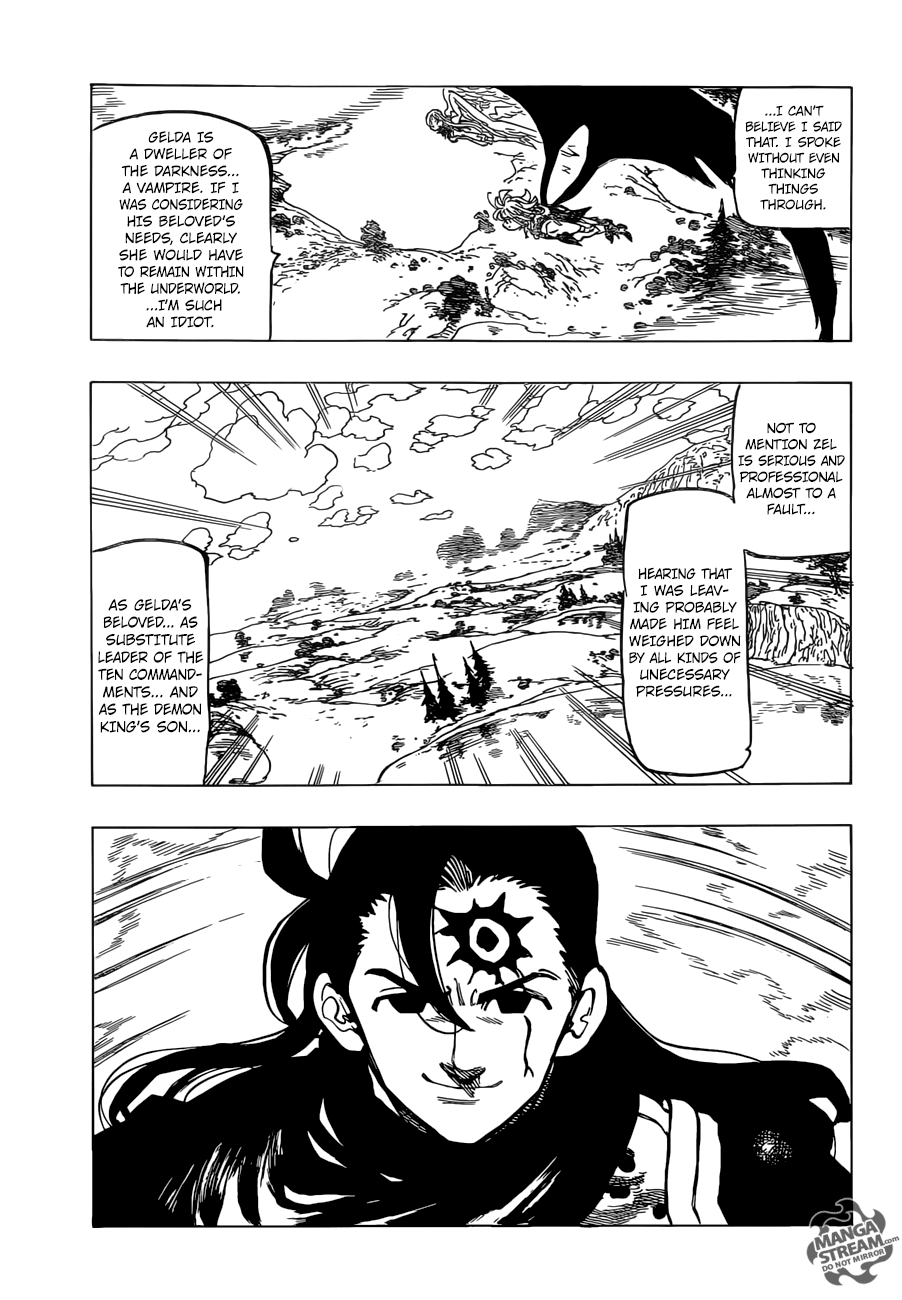 ...I CAN'T
BELIEVE I SAID
THAT. I SPOKE
WITHOUT EVEN
THINKING
THINGS
THROUGH.
GELDA IS
A DWELLER OF
THE DARKNESS...
A VAMPIRE. IF I
WAS CONSIDERING
HIS BELOVED'S
NEEDS, CLEARLY
SHE WOULD HAVE
TO REMAIN WITHIN
THE UNDERWORLD.
...I'M SUCH
AN IDIOT.
NOT TO
MENTION ZEL
IS SERIOUS AND
PROFESSIONAL
ALMOST TO A
FAULT...
HEARING THAT
I WAS LEAV-
ING PROBABLY
MADE HIM FEEL
WEIGHED DOWN
BY ALL KINDS OF
UNECESSARY
PRESSURES...
AS GELDA'S
BELOVED... AS
SUBSTITUTE
LEADER OF THE
TEN COMMAND-
MENTS... AND
AS THE DEMON
KING'S SON...
MANGA
STREAM.com
DO NOT MIRROR